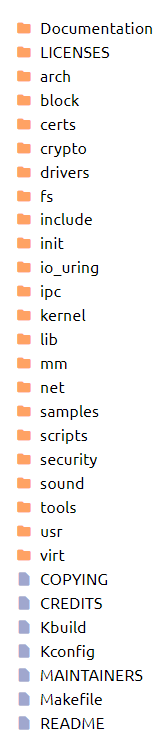 Documentation
LICENSES
arch
block
certs
crypto
drivers
fs
include
init
io_uring
ipc
kernel
lib
mm
net
samples
scripts
security
sound
tools
usr
virt
COPYING
CREDITS
Kbuild
Kconfig
MAINTAINERS
Makefile
README